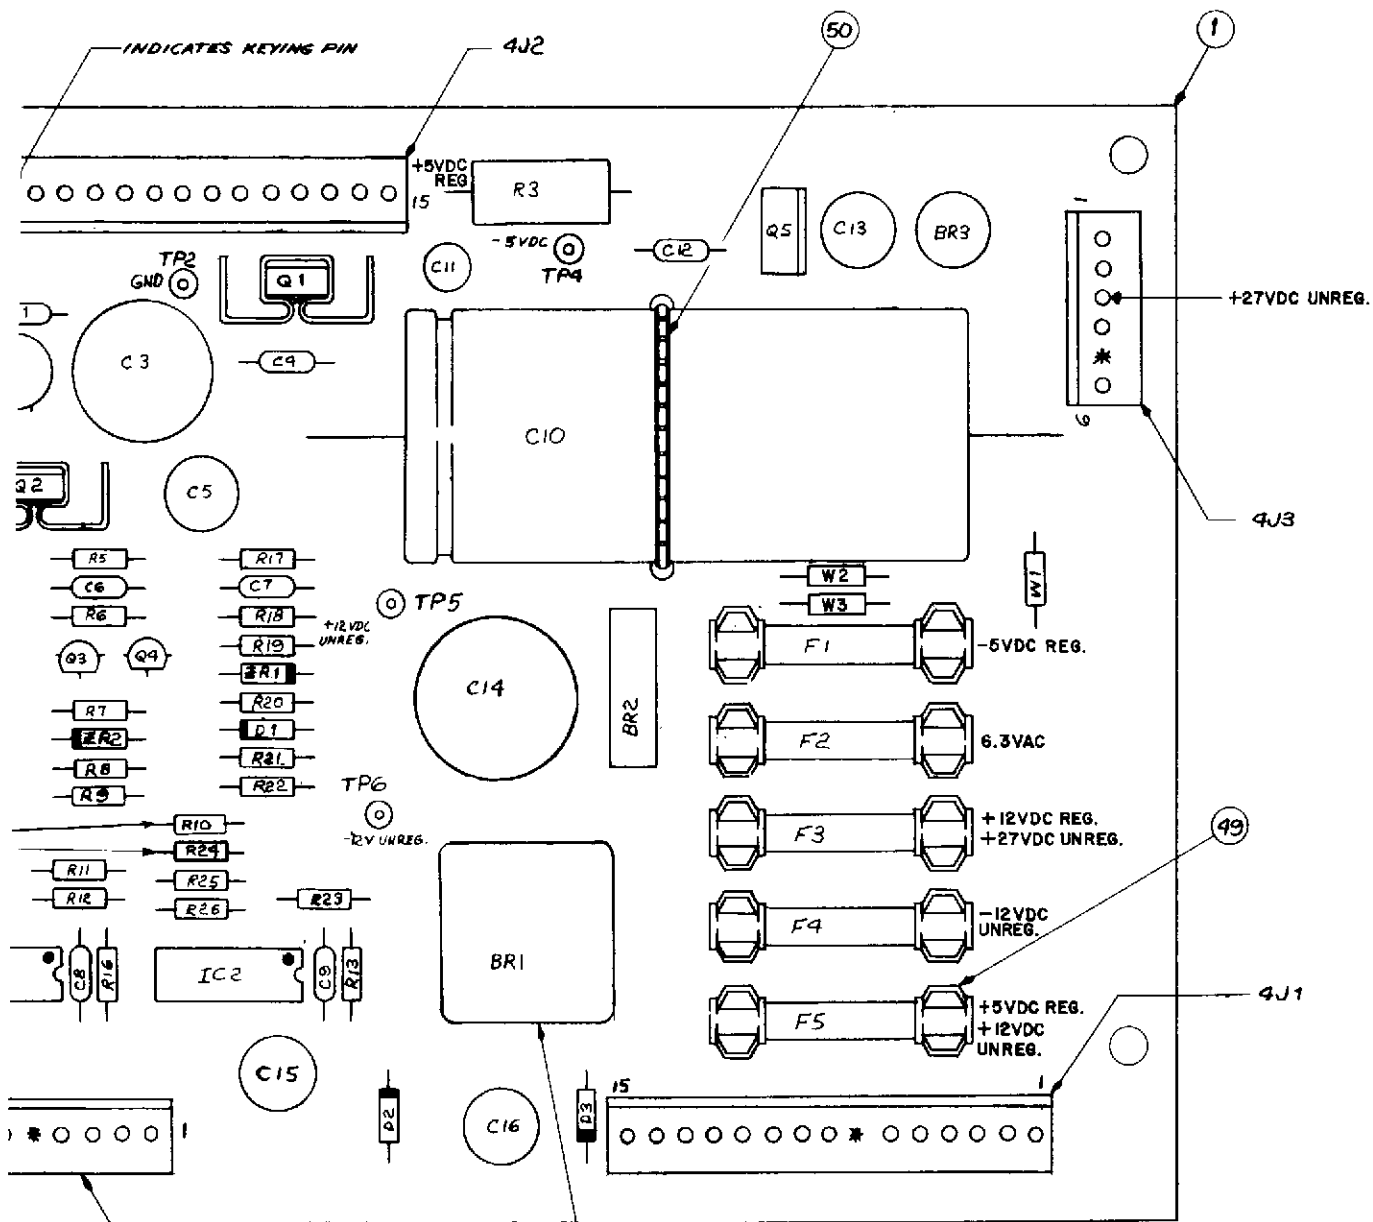 INDICATES KEYING PIN
4J2
50
1
+5VDC
REG
15
R3
-5VDC
TP4
C11
C12
Q5
C13
BR3
1
+27VDC UNREG.
6
4J3
TP2
GND
Q1
1
C3
C4
C10
Q2
C5
R5
R17
C6
C7
R6
R18
+12VDC
UNREG.
TP5
R19
Q3
Q4
ZR1
R20
R7
D1
ZR2
R21
R8
R22
R9
TP6
-12V UNREG.
C14
BR2
W2
W3
W1
F1
-5VDC REG.
F2
6.3VAC
F3
+12VDC REG.
+27VDC UNREG.
49
F4
-12VDC
UNREG.
F5
+5VDC REG.
+12VDC
UNREG.
4J1
R10
R24
R11
R25
R12
R26
R23
C8
R16
IC2
C9
R13
BR1
C15
D2
C16
D3
15
1
1